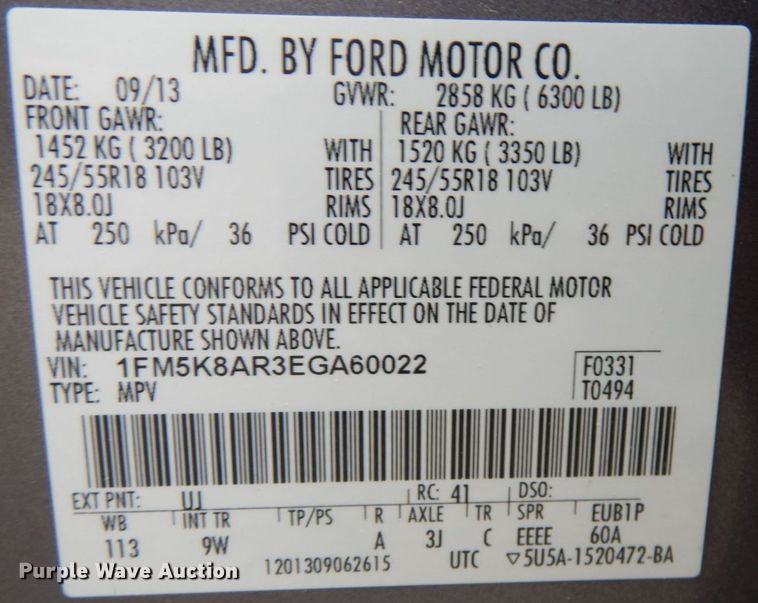 MFD. BY FORD MOTOR CO.
DATE: 09/13 GVWR: 2858 KG ( 6300 LB)
FRONT GAWR: REAR GAWR:
1452 KG ( 3200 LB) WITH 1520 KG ( 3350 LB) WITH
245/55R18 103V TIRES 245/55R18 103V TIRES
18X8.0J RIMS 18X8.0J RIMS
AT 250 kPa/ 36 PSI COLD AT 250 kPa/ 36 PSI COLD
THIS VEHICLE CONFORMS TO ALL APPLICABLE FEDERAL MOTOR
VEHICLE SAFETY STANDARDS IN EFFECT ON THE DATE OF
MANUFACTURE SHOWN ABOVE.
VIN: 1FM5K8AR3EGA60022 F0331
TYPE: MPV T0494
EXT PNT: UJ RC: 41 DSO:
WB INT TR TP/PS R AXLE TR SPR EUB1P
113 9W A 3J C EEEE 60A
1201309062615 UTC ▽5U5A-1520472-BA
Purple Wave Auction